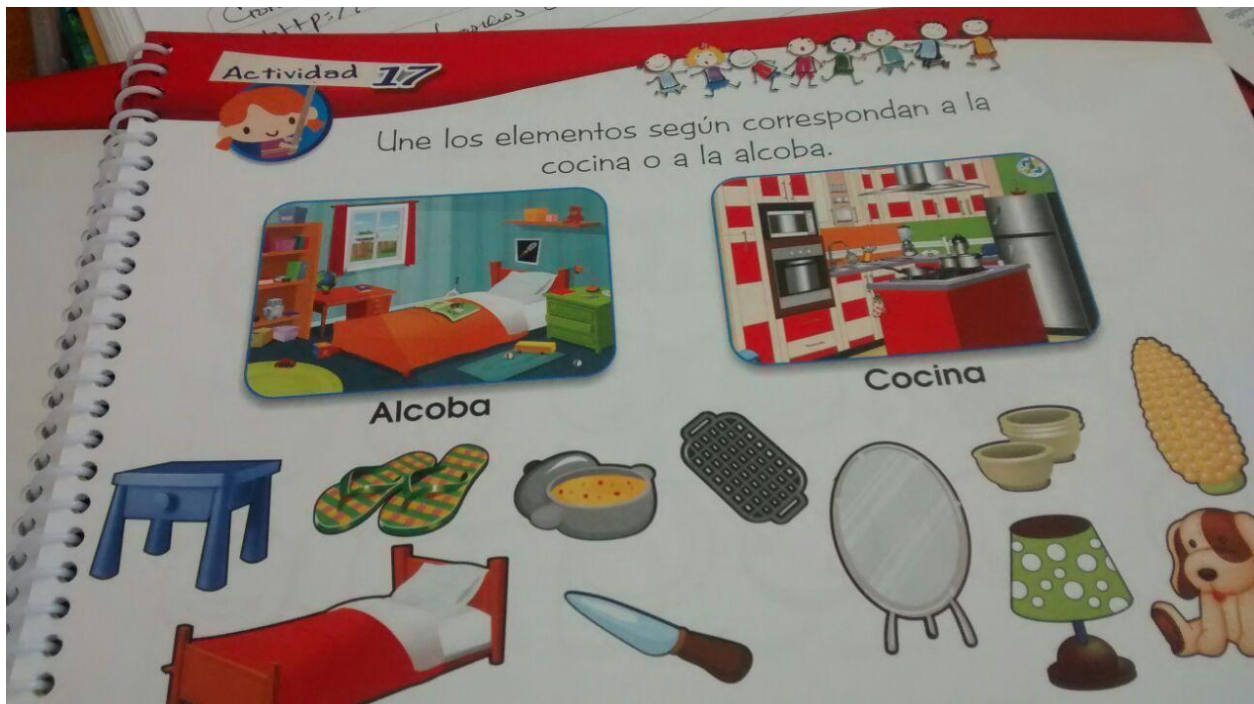 Actividad 17
Une los elementos según correspondan a la
cocina o a la alcoba.
Alcoba
Cocina